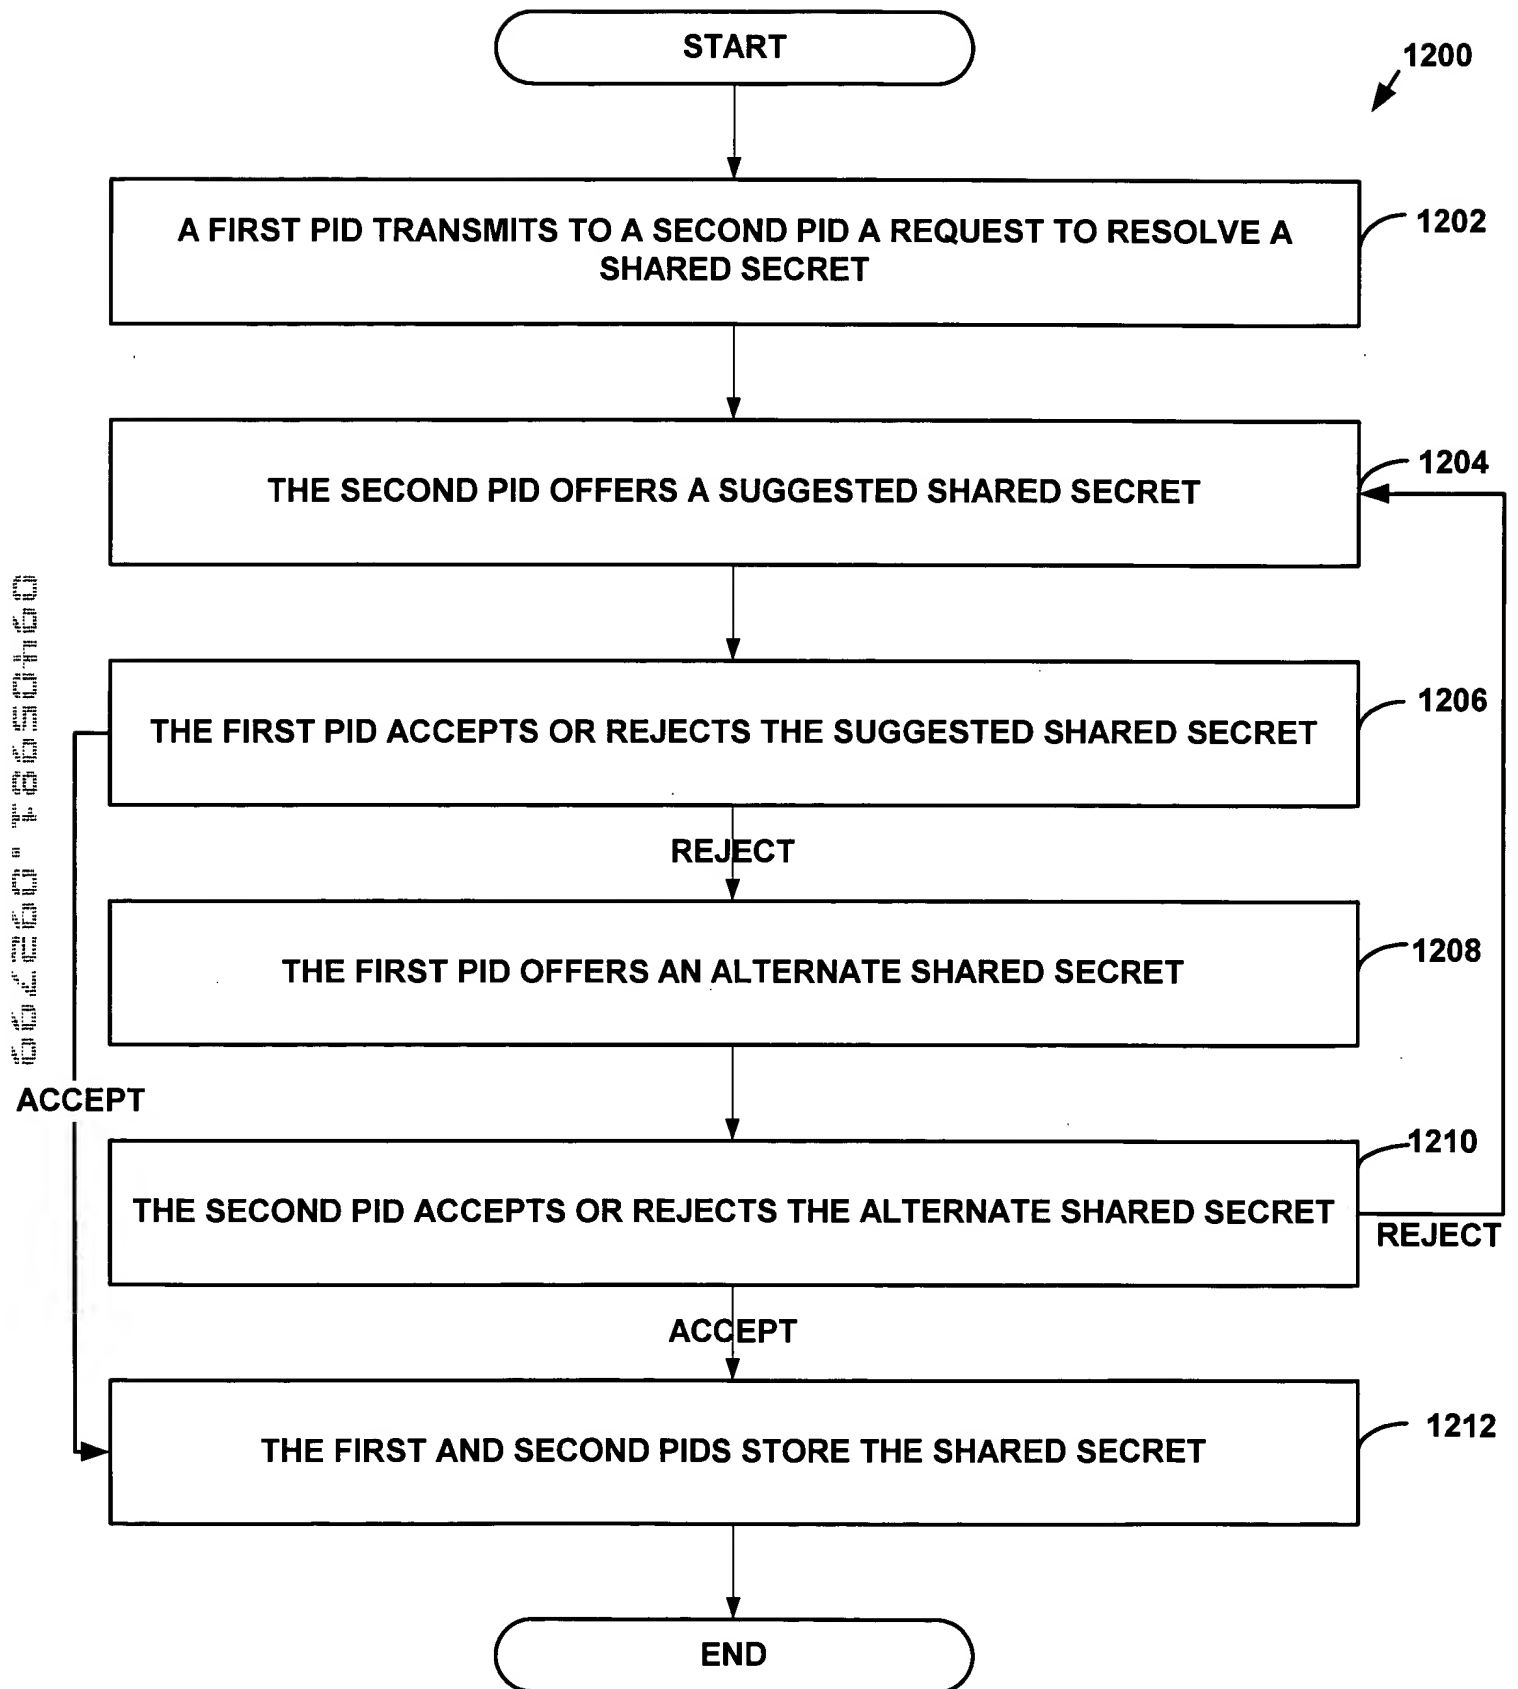 START
1200
A FIRST PID TRANSMITS TO A SECOND PID A REQUEST TO RESOLVE A
SHARED SECRET
1202
THE SECOND PID OFFERS A SUGGESTED SHARED SECRET
1204
THE FIRST PID ACCEPTS OR REJECTS THE SUGGESTED SHARED SECRET
1206
REJECT
THE FIRST PID OFFERS AN ALTERNATE SHARED SECRET
1208
ACCEPT
THE SECOND PID ACCEPTS OR REJECTS THE ALTERNATE SHARED SECRET
1210
REJECT
ACCEPT
THE FIRST AND SECOND PIDS STORE THE SHARED SECRET
1212
END